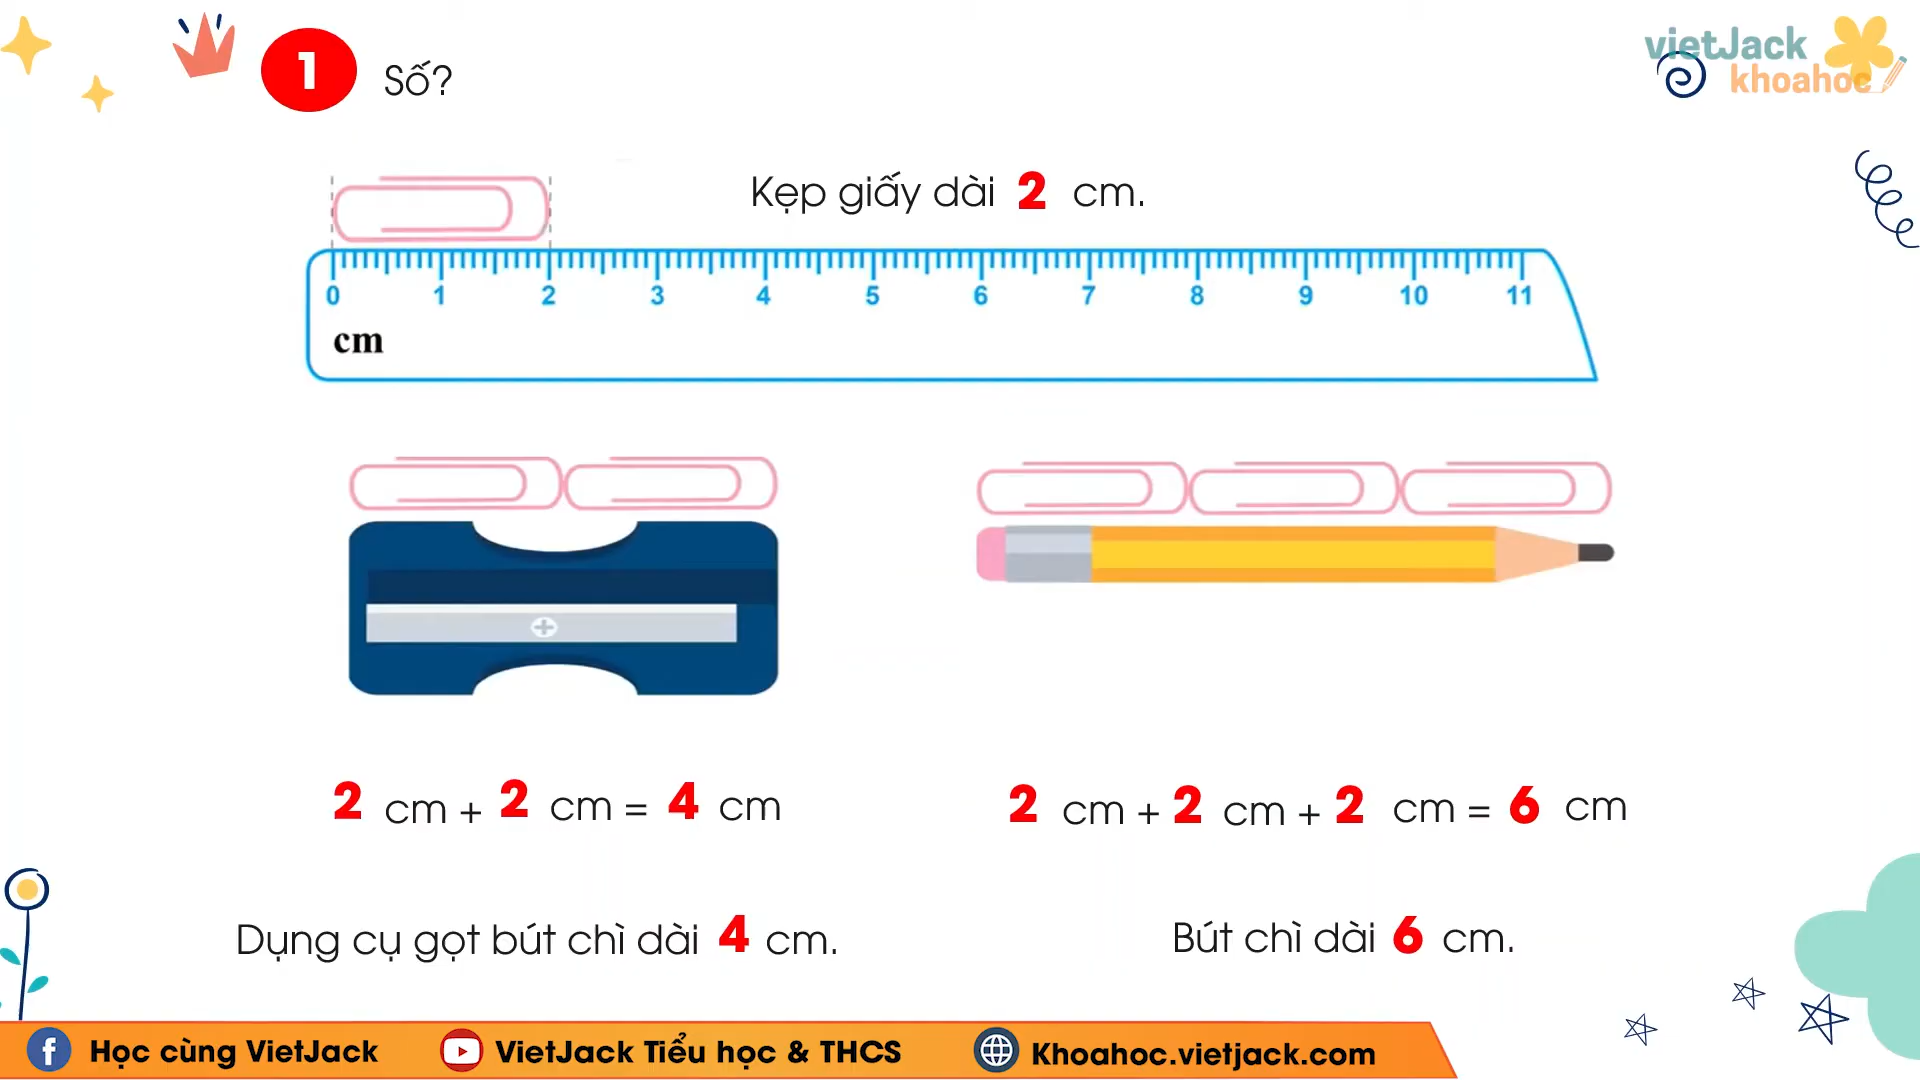 1 Số?
vietJack
khoahoc
Kẹp giấy dài 2 cm.
0 1 2 3 4 5 6 7 8 9 10 11
cm
2 cm + 2 cm = 4 cm
2 cm + 2 cm + 2 cm = 6 cm
Dụng cụ gọt bút chì dài 4 cm.
Bút chì dài 6 cm.
Học cùng VietJack
VietJack Tiểu học & THCS
Khoahoc.vietjack.com